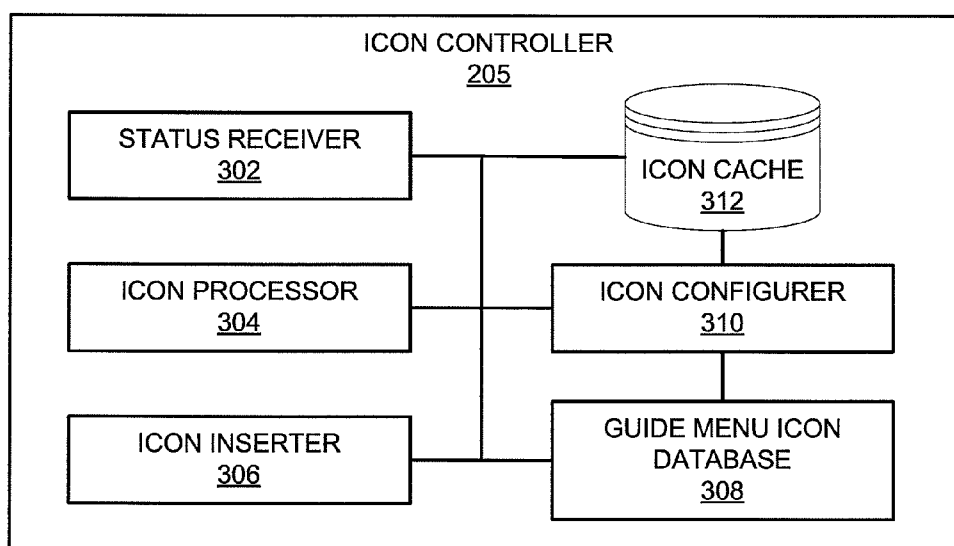 ICON CONTROLLER
205
STATUS RECEIVER
302
ICON CACHE
312
ICON PROCESSOR
304
ICON CONFIGURER
310
ICON INSERTER
306
GUIDE MENU ICON
DATABASE
308